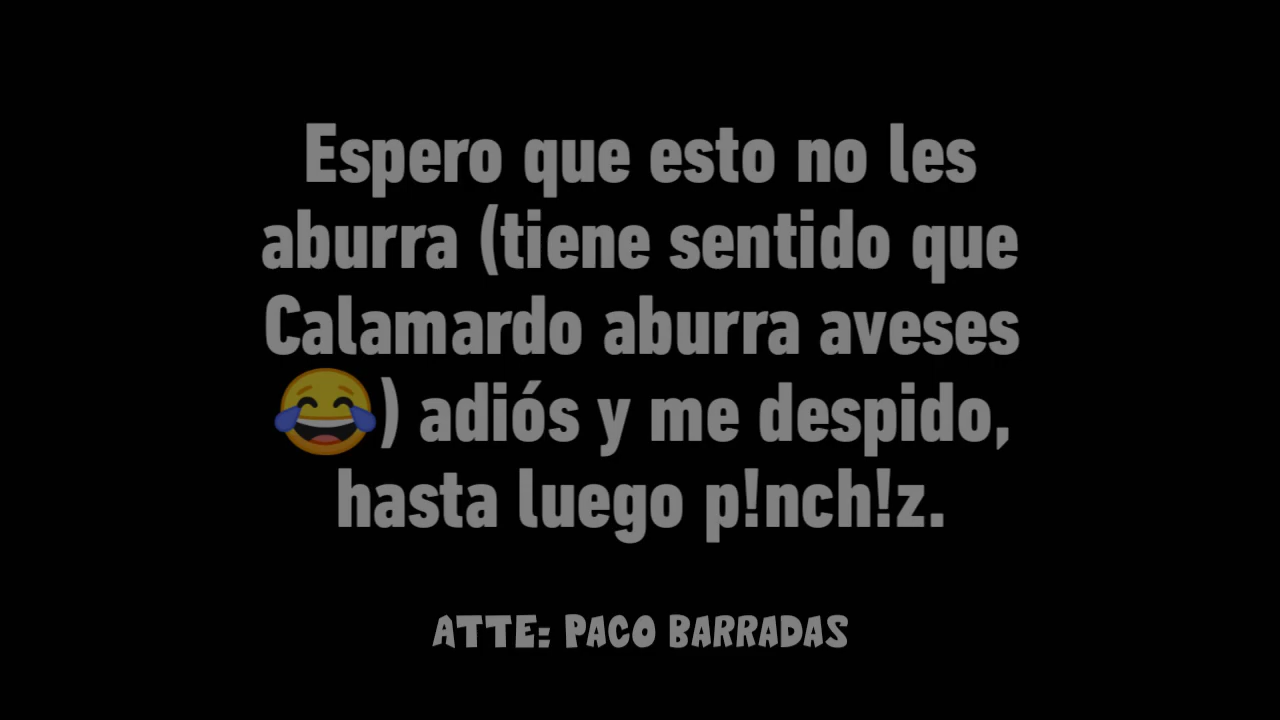 Espero que esto no les
aburra (tiene sentido que
Calamardo aburra aveses
😂) adiós y me despido,
hasta luego p!nch!z.
ATTE: PACO BARRADAS